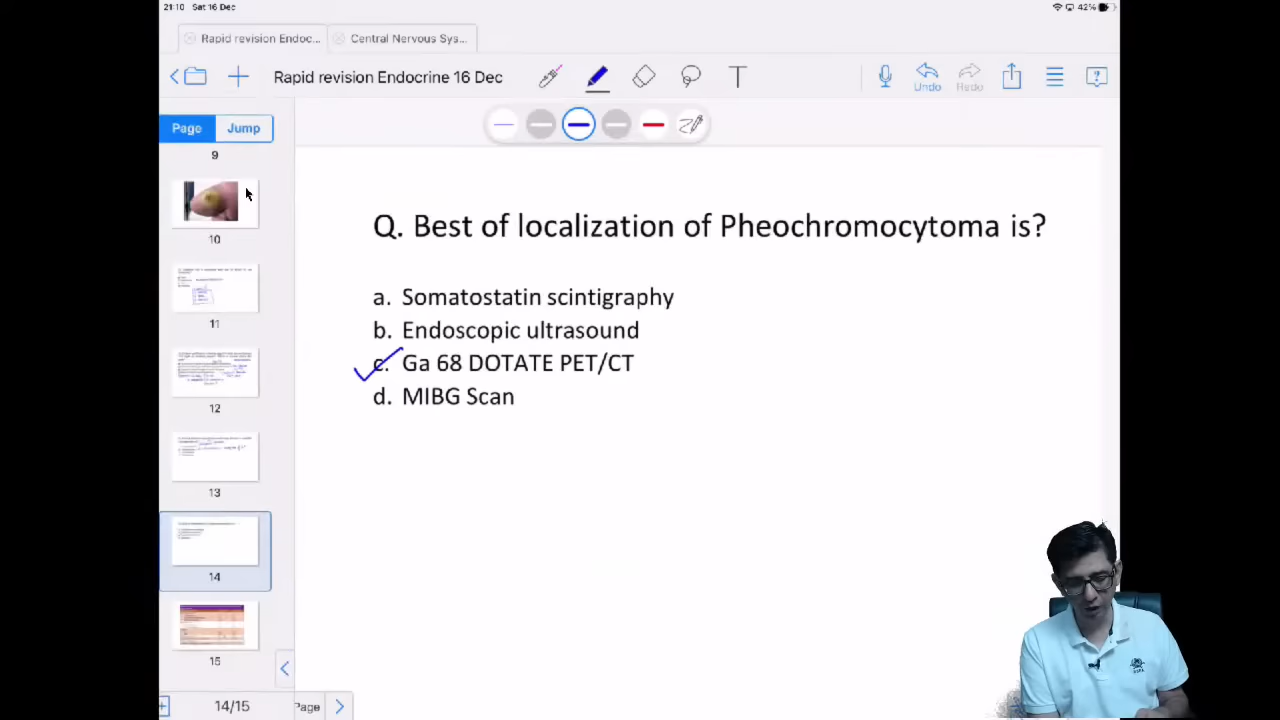 21:10 Sat 16 Dec
42%
Rapid revision Endoc...
Central Nervous Sys...
Rapid revision Endocrine 16 Dec
T
Undo
Redo
Page
Jump
9
10
11
12
13
14
15
14/15
Page
Q. Best of localization of Pheochromocytoma is?
a. Somatostatin scintigraphy
b. Endoscopic ultrasound
c. Ga 68 DOTATE PET/CT
d. MIBG Scan